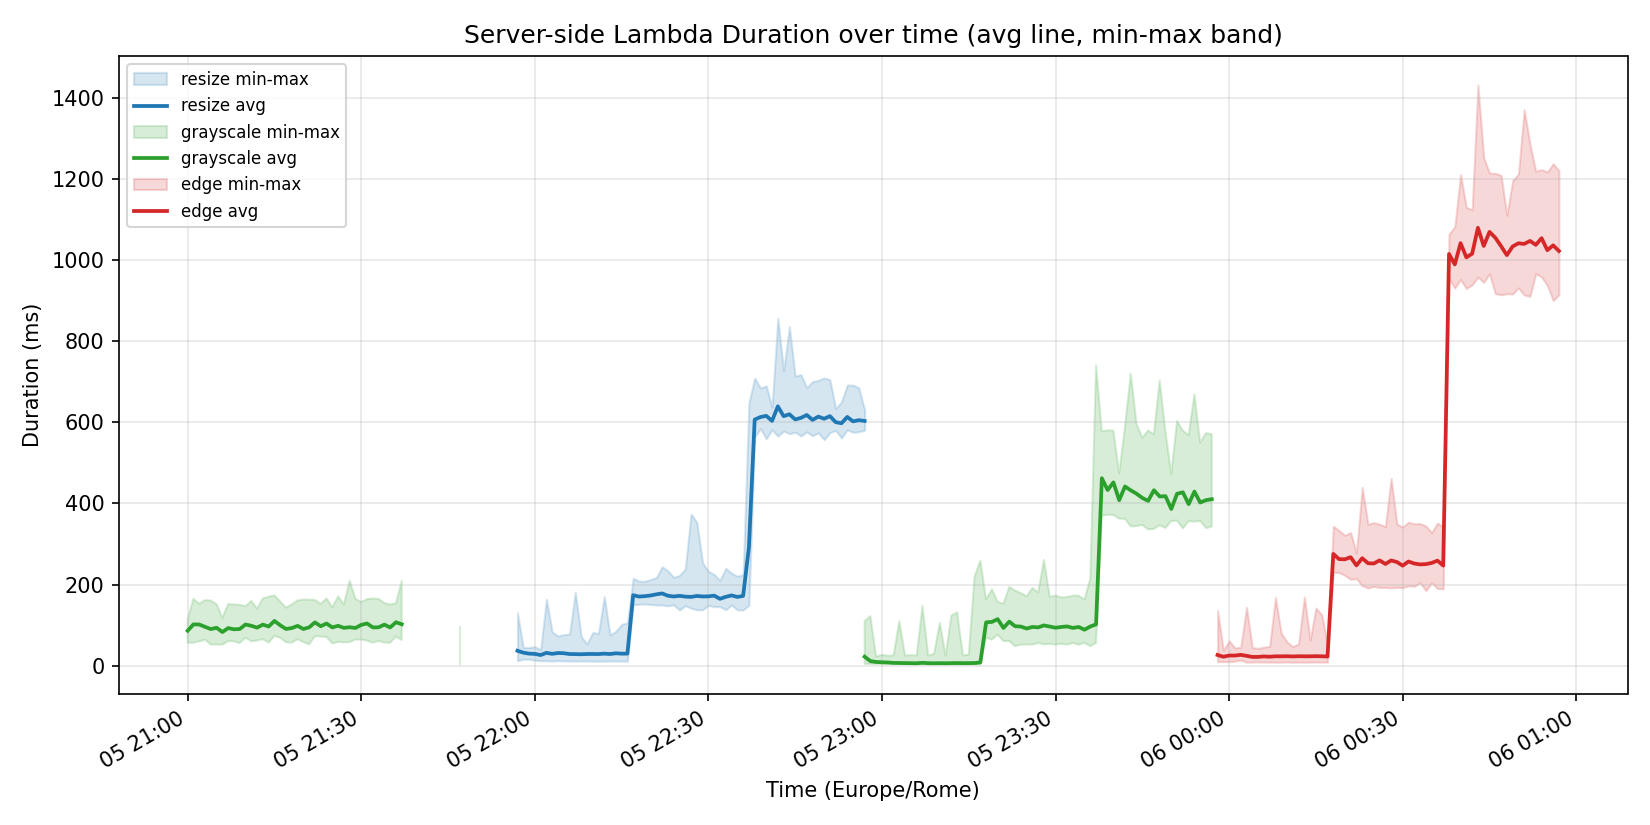 Server-side Lambda Duration over time (avg line, min-max band)
resize min-max
resize avg
grayscale min-max
grayscale avg
edge min-max
edge avg
Duration (ms)
1400
1200
1000
800
600
400
200
0
05 21:00
05 21:30
05 22:00
05 22:30
05 23:00
05 23:30
06 00:00
06 00:30
06 01:00
Time (Europe/Rome)